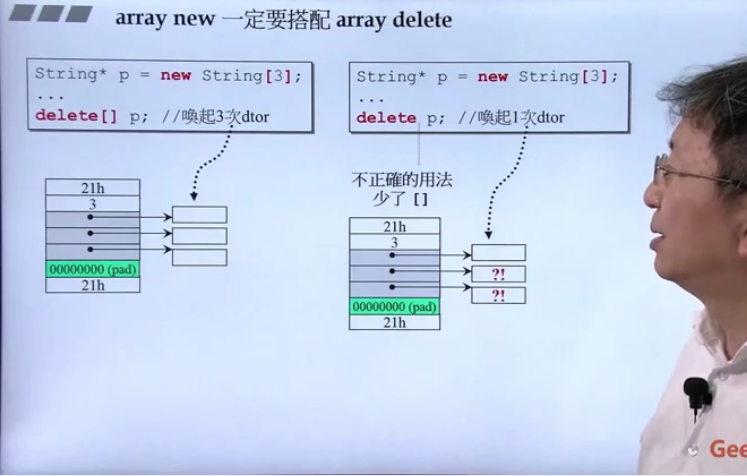 array new 一定要搭配 array delete
String* p = new String[3];
...
delete[] p; //喚起3次dtor
21h
3
00000000 (pad)
21h
String* p = new String[3];
...
delete p; //喚起1次dtor
不正確的用法
少了 []
21h
3
?!
?!
00000000 (pad)
21h
Gee